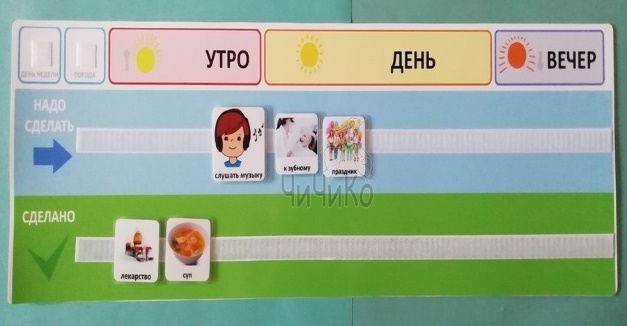 ДЕНЬ НЕДЕЛИ
ПОГОДА
УТРО
ДЕНЬ
ВЕЧЕР
НАДО
СДЕЛАТЬ
слушать музыку
к зубному
праздник
ЧиЧиКо
СДЕЛАНО
лекарство
суп